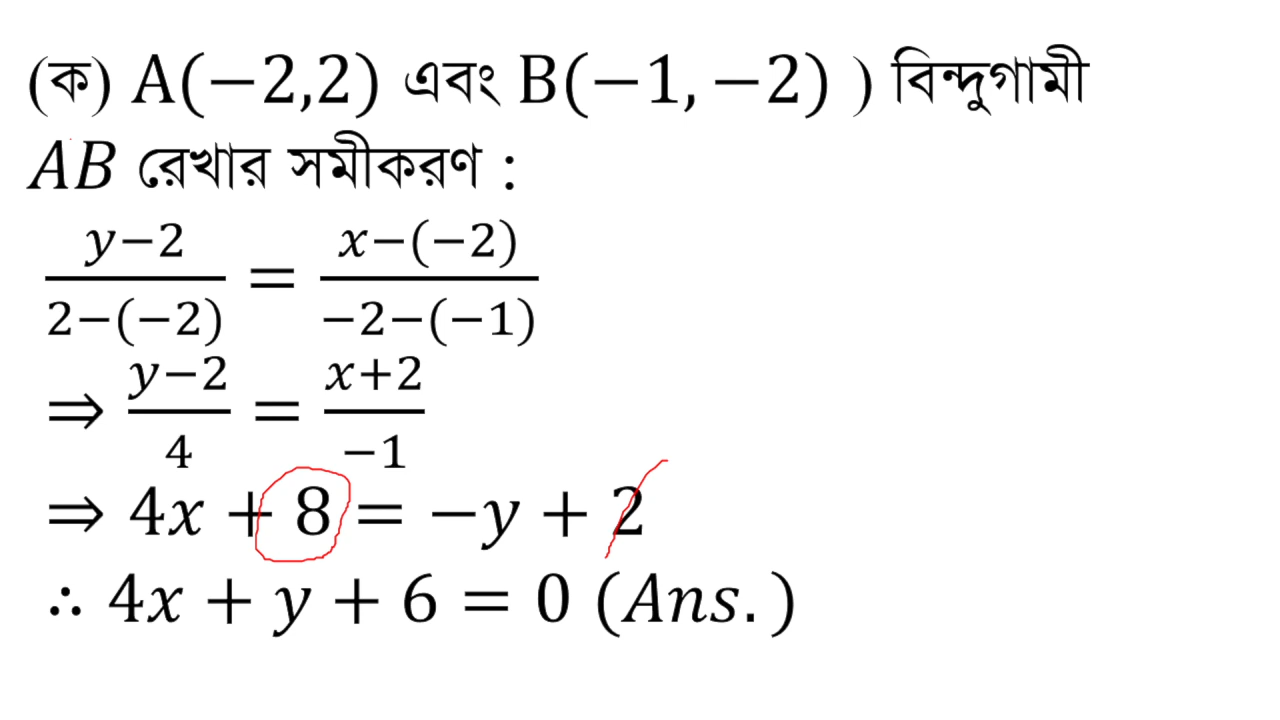 (ক) A(−2,2) এবং B(−1, −2) ) বিন্দুগামী
AB রেখার সমীকরণ :
y−2/2−(−2) = x−(−2)/−2−(−1)
⇒ y−2/4 = x+2/−1
⇒ 4x + 8 = −y + 2
∴ 4x + y + 6 = 0 (Ans. )